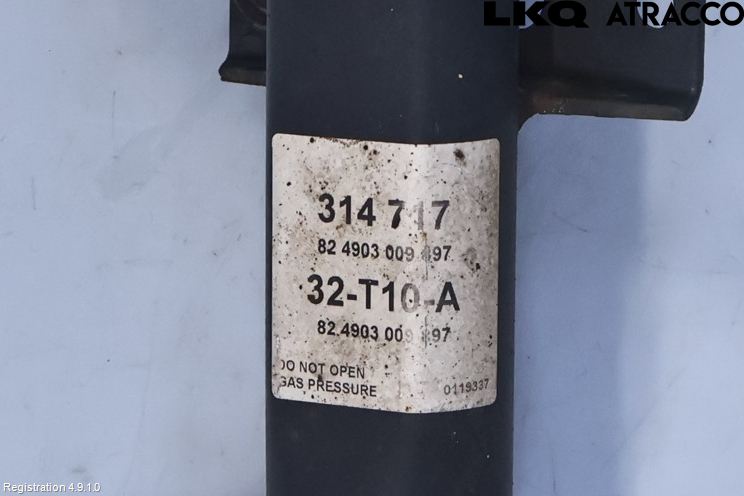 LKQ ATRACCO
314 717
82 4903 009
32-T10-A
82 4903 009
DO NOT OPEN
GAS PRESSURE 0119337
Registration 4.9.1.0